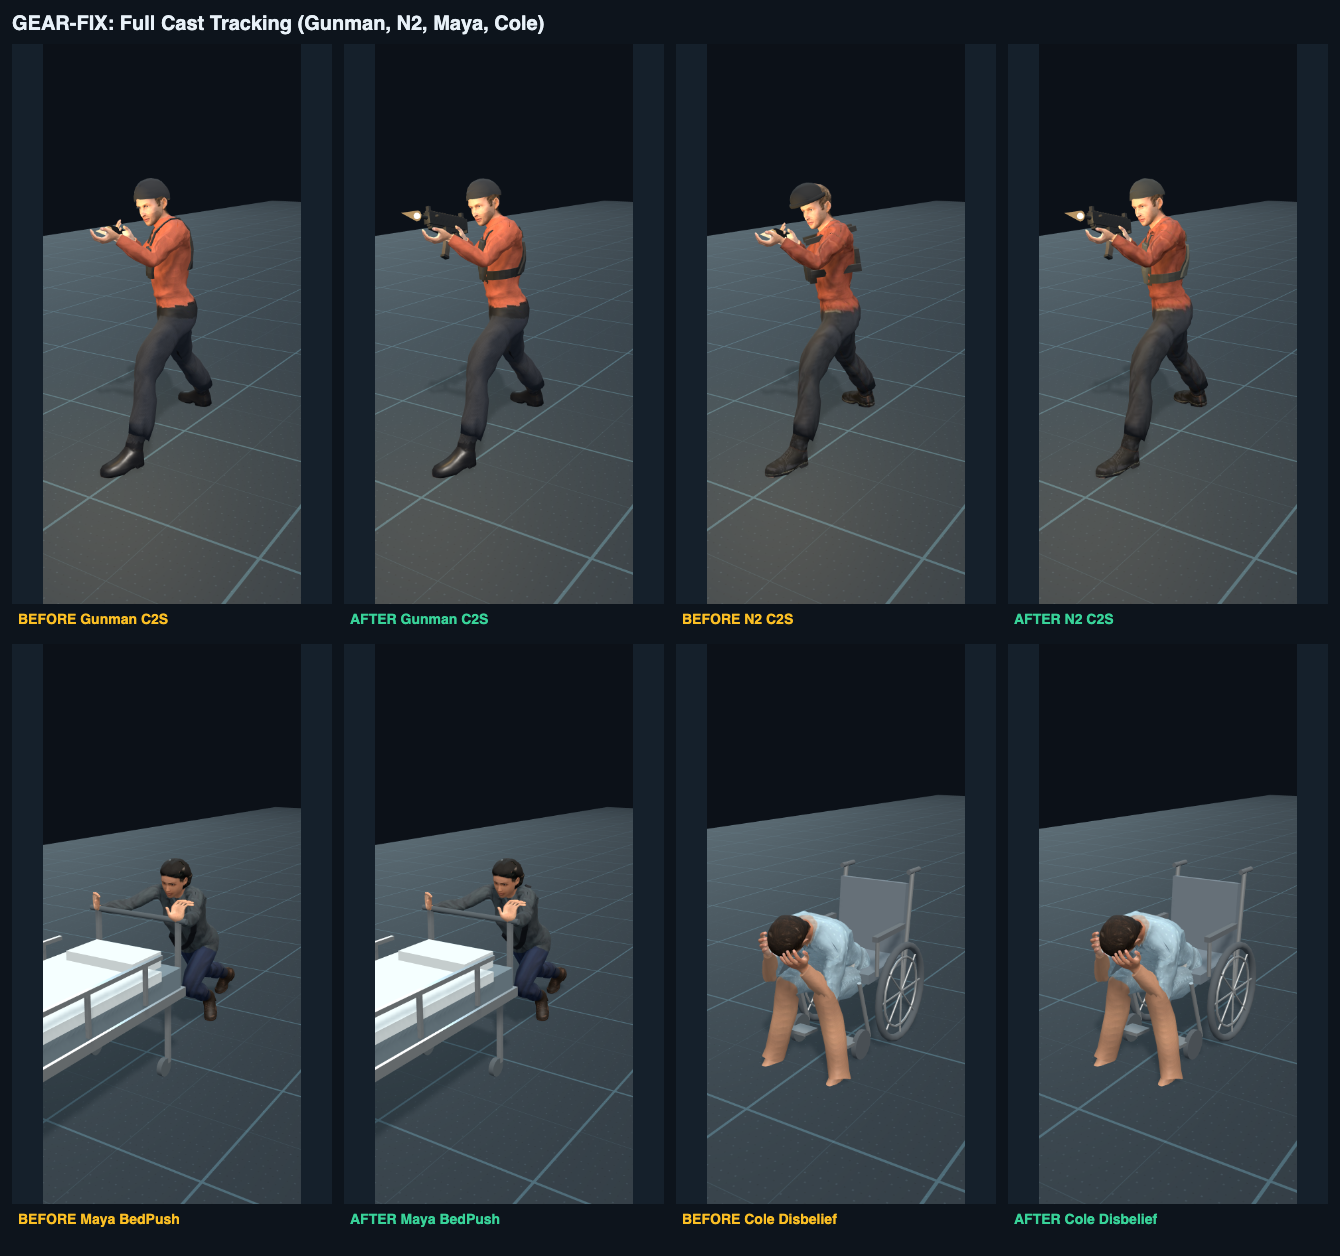 GEAR-FIX: Full Cast Tracking (Gunman, N2, Maya, Cole)
BEFORE Gunman C2S
AFTER Gunman C2S
BEFORE N2 C2S
AFTER N2 C2S
BEFORE Maya BedPush
AFTER Maya BedPush
BEFORE Cole Disbelief
AFTER Cole Disbelief